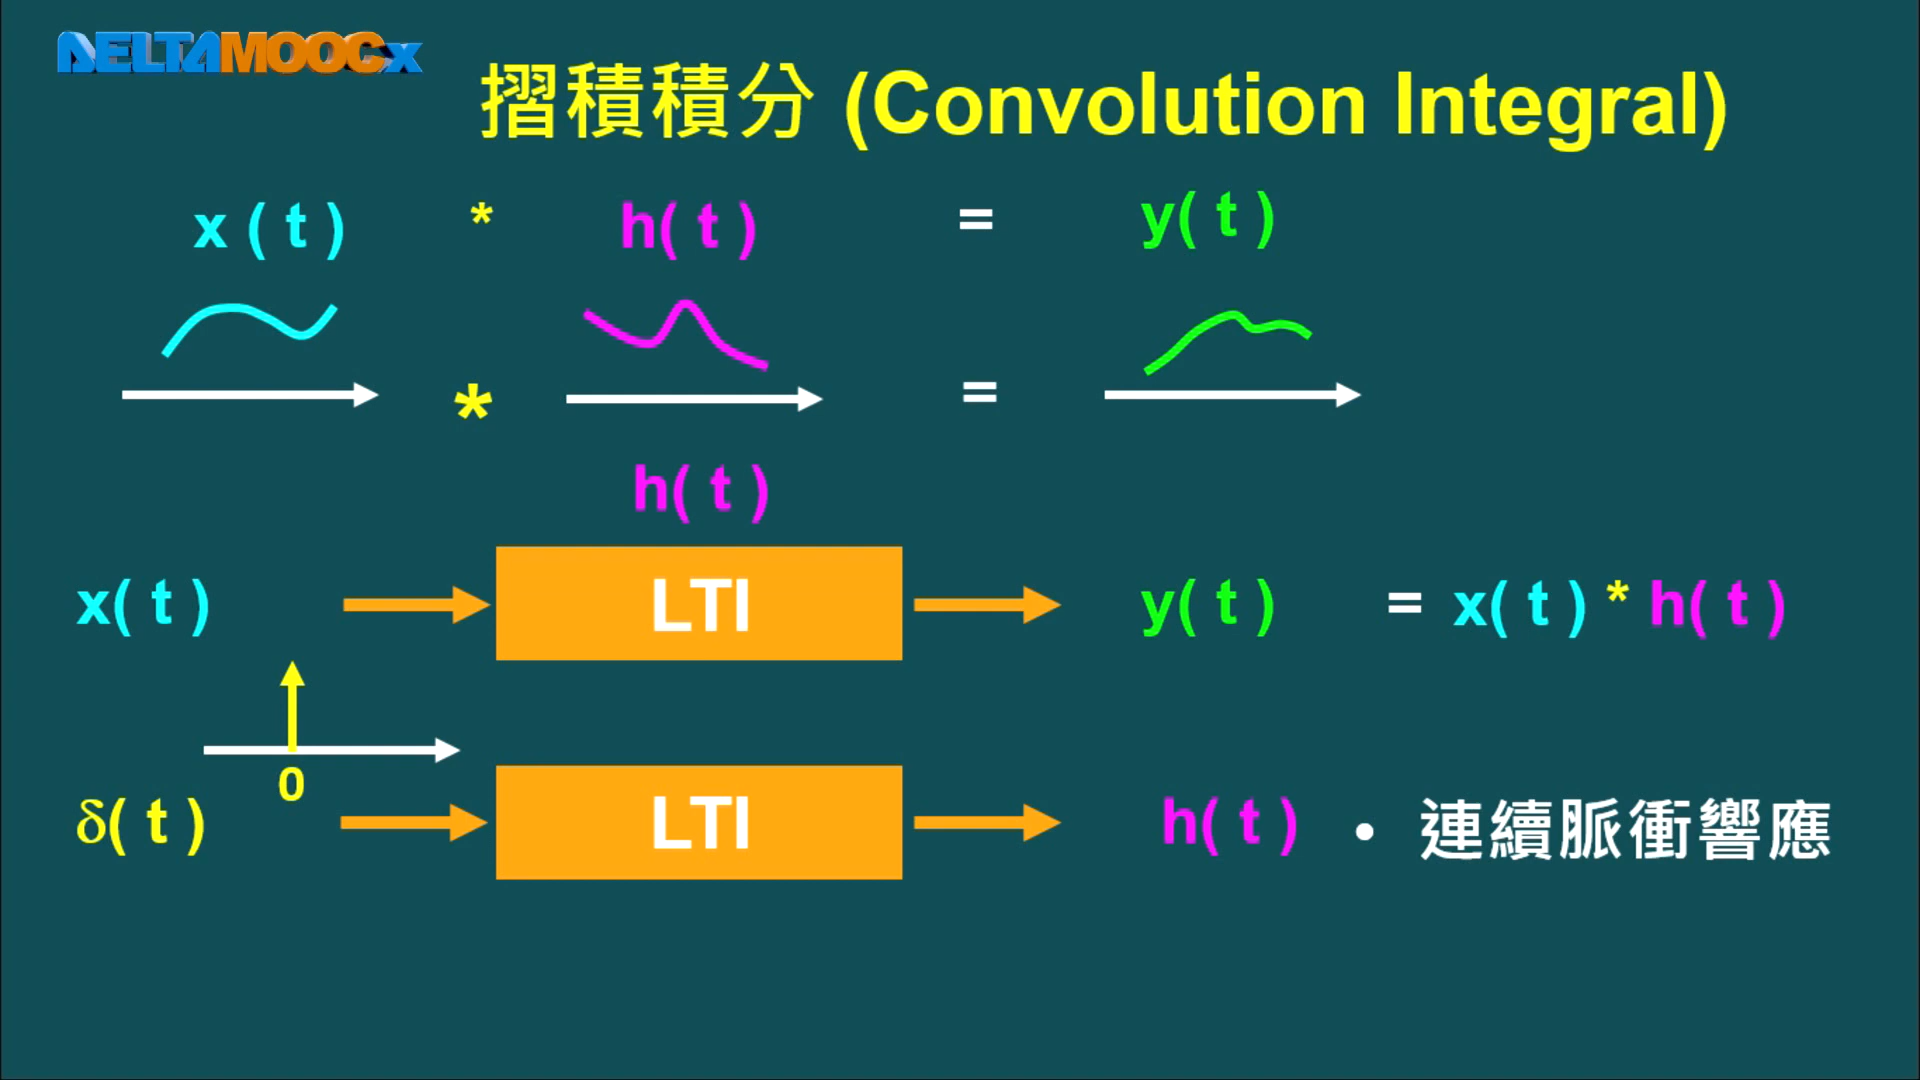 DELTAMOOCx
摺積積分 (Convolution Integral)
x ( t ) * h( t ) = y( t )
* =
h( t )
x( t ) LTI y( t ) = x( t ) * h( t )
0
δ( t ) LTI h( t ) • 連續脈衝響應